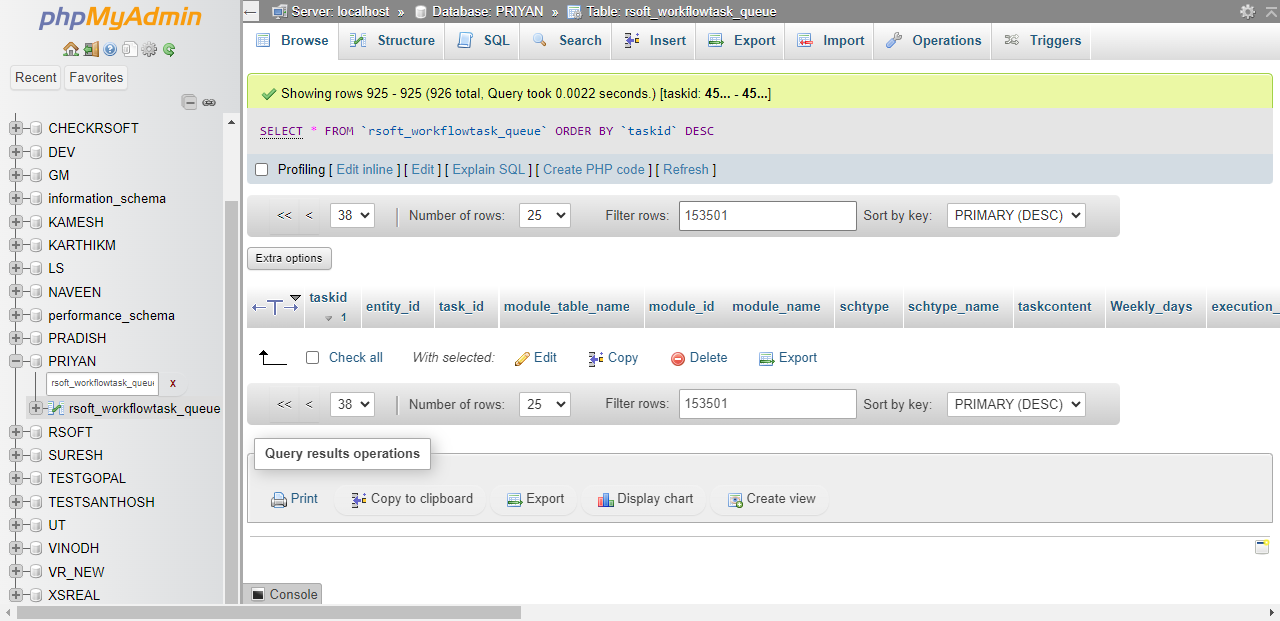 phpMyAdmin
Recent Favorites
CHECKRSOFT
DEV
GM
information_schema
KAMESH
KARTHIKM
LS
NAVEEN
performance_schema
PRADISH
PRIYAN
rsoft_workflowtask_queu x
rsoft_workflowtask_queue
RSOFT
SURESH
TESTGOPAL
TESTSANTHOSH
UT
VINODH
VR_NEW
XSREAL
Server: localhost » Database: PRIYAN » Table: rsoft_workflowtask_queue
Browse Structure SQL Search Insert Export Import Operations Triggers
Showing rows 925 - 925 (926 total, Query took 0.0022 seconds.) [taskid: 45... - 45...]
SELECT * FROM `rsoft_workflowtask_queue` ORDER BY `taskid` DESC
Profiling [ Edit inline ] [ Edit ] [ Explain SQL ] [ Create PHP code ] [ Refresh ]
<< < 38 | Number of rows: 25 Filter rows: 153501 Sort by key: PRIMARY (DESC)
Extra options
←T→ taskid 1 entity_id task_id module_table_name module_id module_name schtype schtype_name taskcontent Weekly_days execution_
Check all With selected: Edit Copy Delete Export
<< < 38 | Number of rows: 25 Filter rows: 153501 Sort by key: PRIMARY (DESC)
Query results operations
Print Copy to clipboard Export Display chart Create view
Console